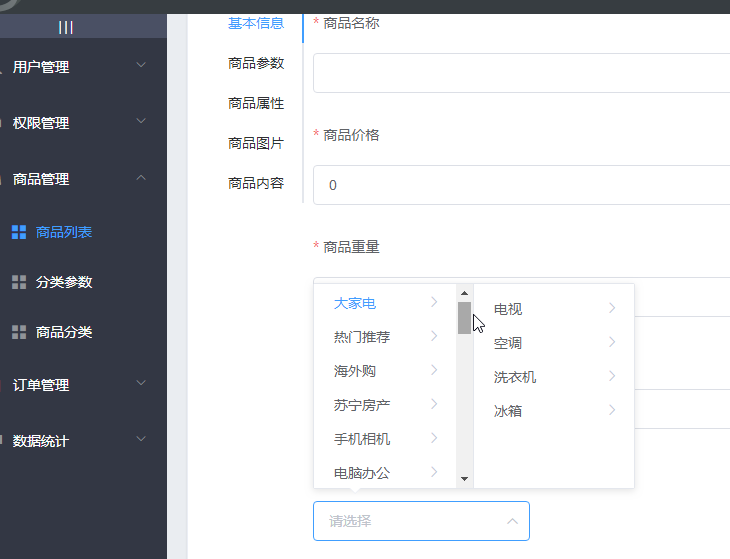 |||
用户管理
权限管理
商品管理
商品列表
分类参数
商品分类
订单管理
数据统计
基本信息
商品参数
商品属性
商品图片
商品内容
* 商品名称
* 商品价格
0
* 商品重量
大家电
热门推荐
海外购
苏宁房产
手机相机
电脑办公
电视
空调
洗衣机
冰箱
请选择